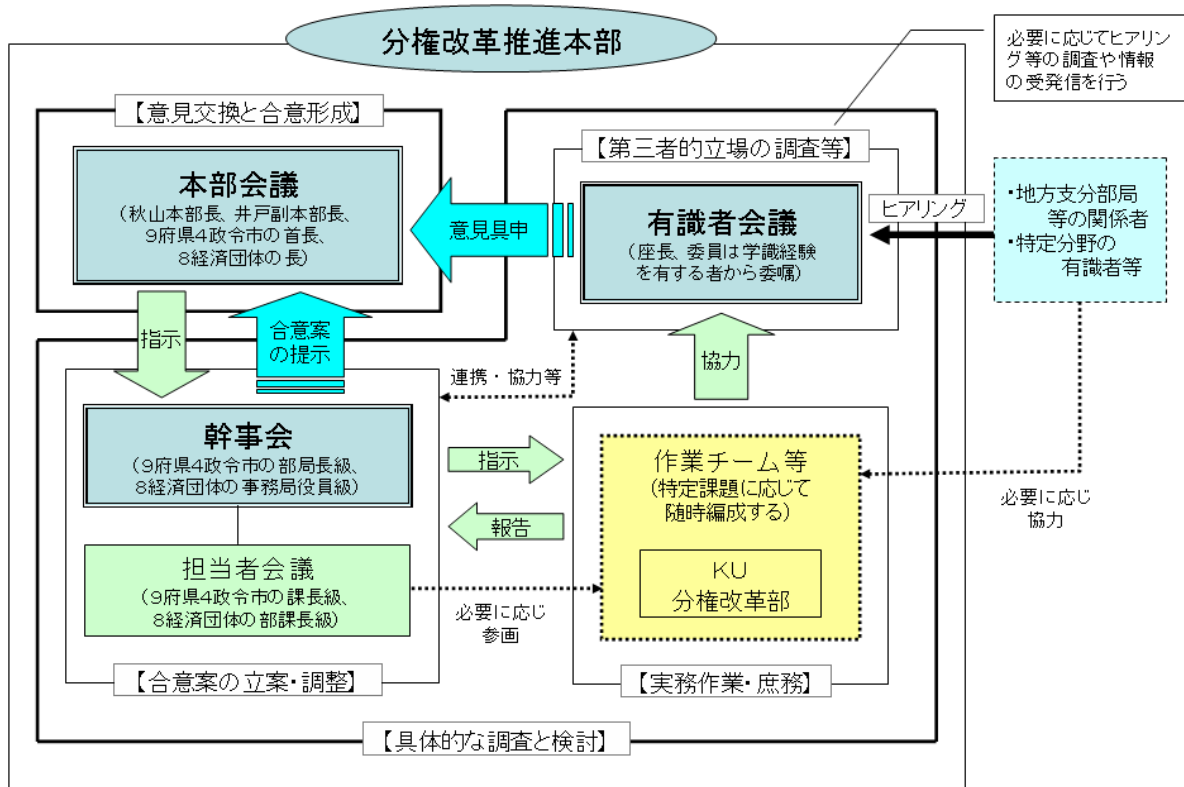 分権改革推進本部
必要に応じてヒアリン
グ等の調査や情報
の受発信を行う
【意見交換と合意形成】
本部会議
(秋山本部長、井戸副本部長、
9府県4政令市の首長、
8経済団体の長)
意見具申
【第三者的立場の調査等】
有識者会議
(座長、委員は学識経験
を有する者から委嘱)
ヒアリング
・地方支分部局
等の関係者
・特定分野の
有識者等
指示
合意案
の提示
連携・協力等
協力
幹事会
(9府県4政令市の部局長級、
8経済団体の事務局役員級)
担当者会議
(9府県4政令市の課長級、
8経済団体の部課長級)
【合意案の立案・調整】
指示
報告
必要に応じ
参画
作業チーム等
(特定課題に応じて
随時編成する)
KU
分権改革部
【実務作業・庶務】
必要に応じ
協力
【具体的な調査と検討】